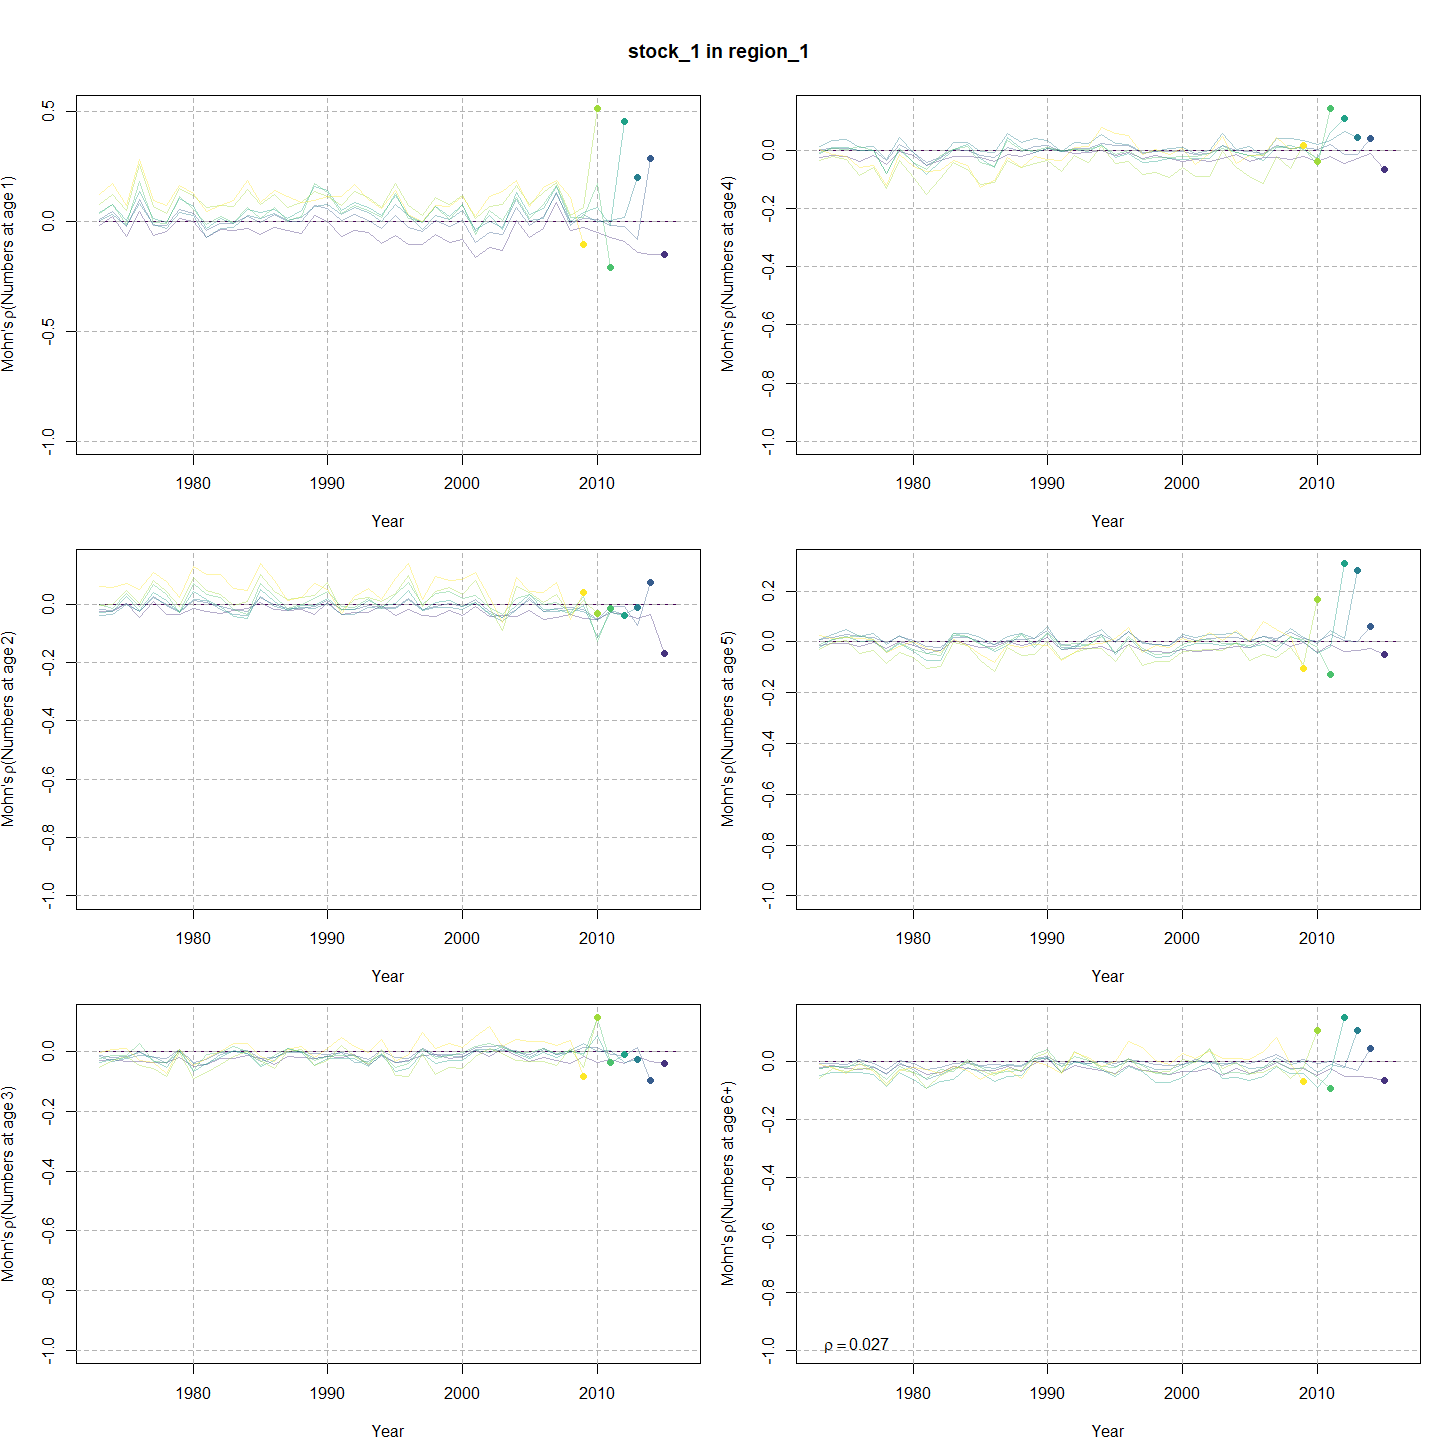 stock_1 in region_1
Mohn's ρ(Numbers at age 1)
0.5
0.0
-0.5
-1.0
1980 1990 2000 2010
Year
Mohn's ρ(Numbers at age 4)
0.0
-0.2
-0.4
-0.6
-0.8
-1.0
1980 1990 2000 2010
Year
Mohn's ρ(Numbers at age 2)
0.0
-0.2
-0.4
-0.6
-0.8
-1.0
1980 1990 2000 2010
Year
Mohn's ρ(Numbers at age 5)
0.2
0.0
-0.2
-0.4
-0.6
-0.8
-1.0
1980 1990 2000 2010
Year
Mohn's ρ(Numbers at age 3)
0.0
-0.2
-0.4
-0.6
-0.8
-1.0
1980 1990 2000 2010
Year
Mohn's ρ(Numbers at age 6+)
0.0
-0.2
-0.4
-0.6
-0.8
-1.0
ρ = 0.027
1980 1990 2000 2010
Year